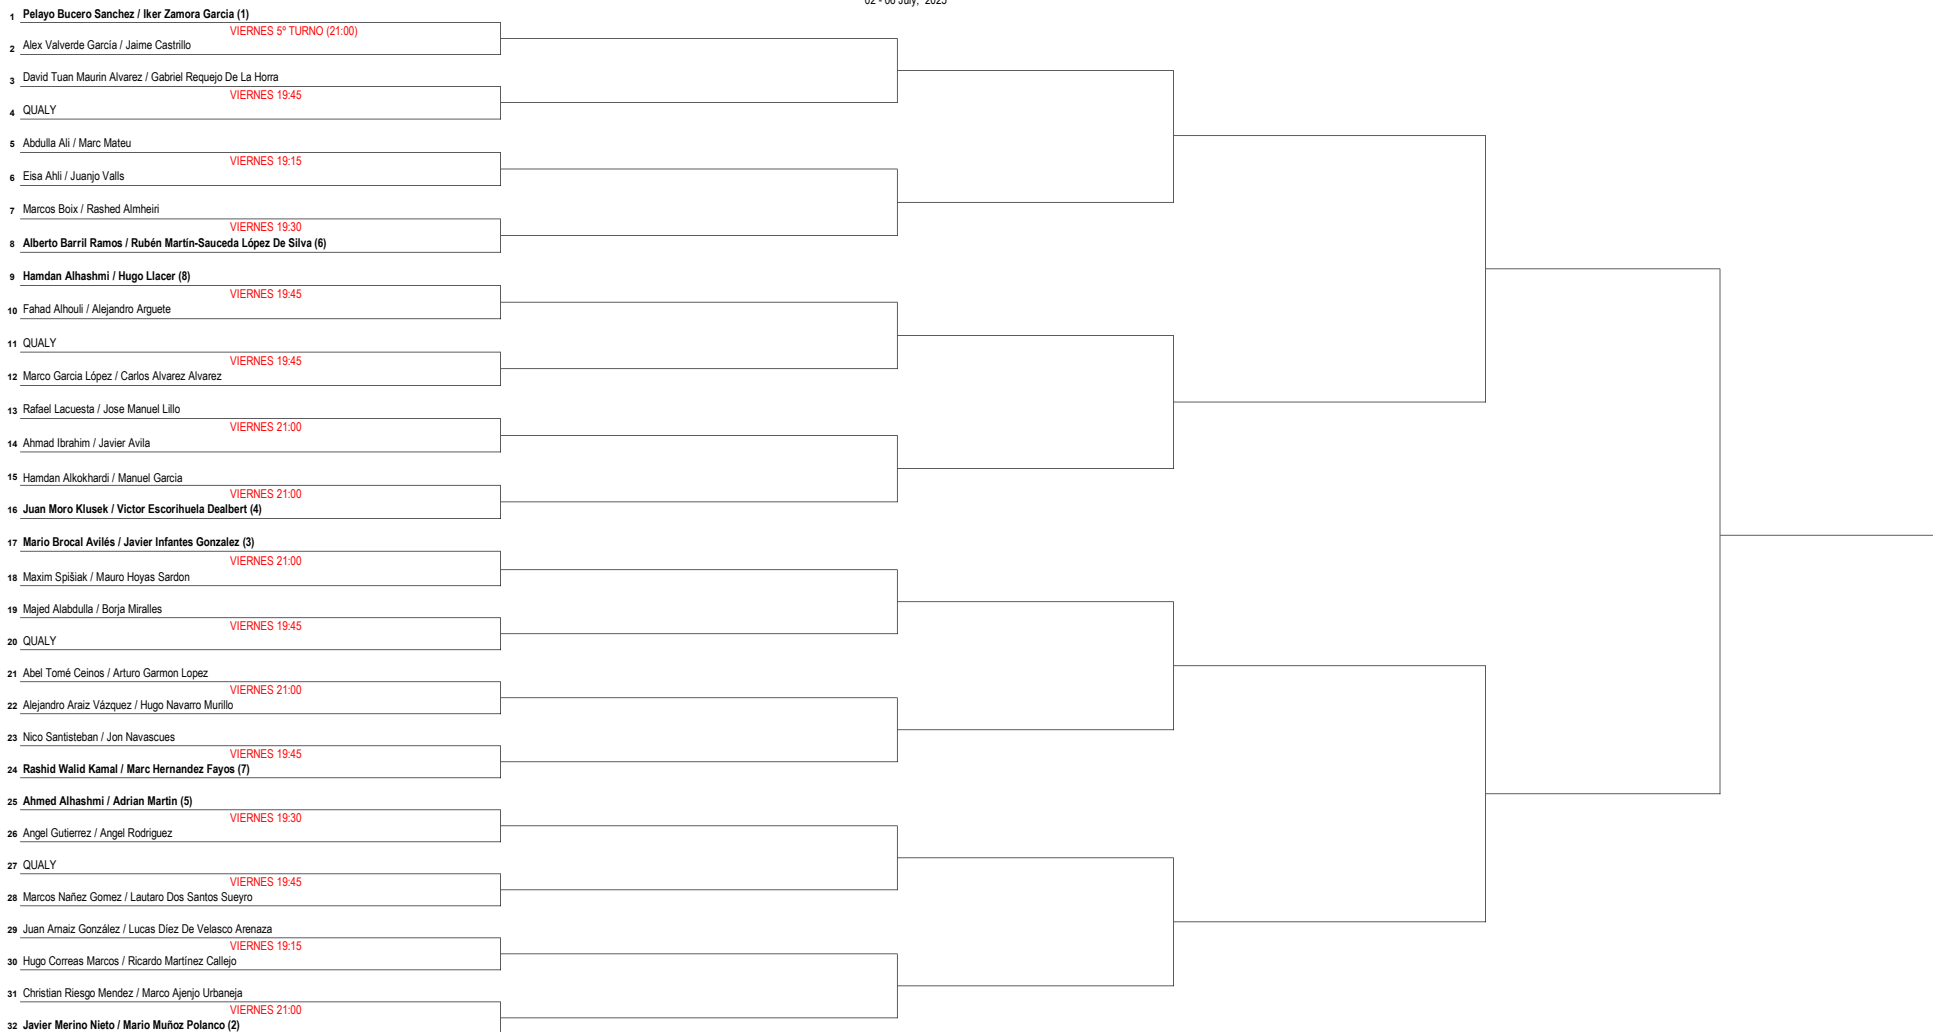 02 - 06 July, 2025
1 Pelayo Bucero Sanchez / Iker Zamora Garcia (1)
VIERNES 5º TURNO (21:00)
2 Alex Valverde García / Jaime Castrillo
3 David Tuan Maurin Alvarez / Gabriel Requejo De La Horra
VIERNES 19:45
4 QUALY
5 Abdulla Ali / Marc Mateu
VIERNES 19:15
6 Eisa Ahli / Juanjo Valls
7 Marcos Boix / Rashed Almheiri
VIERNES 19:30
8 Alberto Barril Ramos / Rubén Martín-Sauceda López De Silva (6)
9 Hamdan Alhashmi / Hugo Llacer (8)
VIERNES 19:45
10 Fahad Alhouli / Alejandro Arguete
11 QUALY
VIERNES 19:45
12 Marco Garcia López / Carlos Alvarez Alvarez
13 Rafael Lacuesta / Jose Manuel Lillo
VIERNES 21:00
14 Ahmad Ibrahim / Javier Avila
15 Hamdan Alkokhardi / Manuel Garcia
VIERNES 21:00
16 Juan Moro Klusek / Victor Escorihuela Dealbert (4)
17 Mario Brocal Avilés / Javier Infantes Gonzalez (3)
VIERNES 21:00
18 Maxim Spišiak / Mauro Hoyas Sardon
19 Majed Alabdulla / Borja Miralles
VIERNES 19:45
20 QUALY
21 Abel Tomé Ceinos / Arturo Garmon Lopez
VIERNES 21:00
22 Alejandro Araiz Vázquez / Hugo Navarro Murillo
23 Nico Santisteban / Jon Navascues
VIERNES 19:45
24 Rashid Walid Kamal / Marc Hernandez Fayos (7)
25 Ahmed Alhashmi / Adrian Martin (5)
VIERNES 19:30
26 Angel Gutierrez / Angel Rodriguez
27 QUALY
VIERNES 19:45
28 Marcos Nañez Gomez / Lautaro Dos Santos Sueyro
29 Juan Arnaiz González / Lucas Díez De Velasco Arenaza
VIERNES 19:15
30 Hugo Correas Marcos / Ricardo Martínez Callejo
31 Christian Riesgo Mendez / Marco Ajenjo Urbaneja
VIERNES 21:00
32 Javier Merino Nieto / Mario Muñoz Polanco (2)